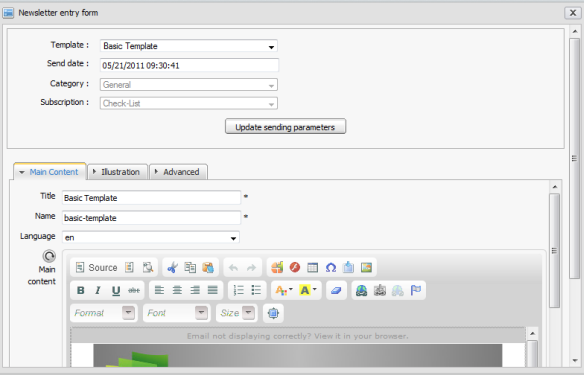 Newsletter entry form
Template : Basic Template
Send date : 05/21/2011 09:30:41
Category : General
Subscription : Check-List
Update sending parameters
Main Content Illustration Advanced
Title Basic Template *
Name basic-template *
Language en
Main content
Source
B I U abc
Format Font Size
Email not displaying correctly? View it in your browser.